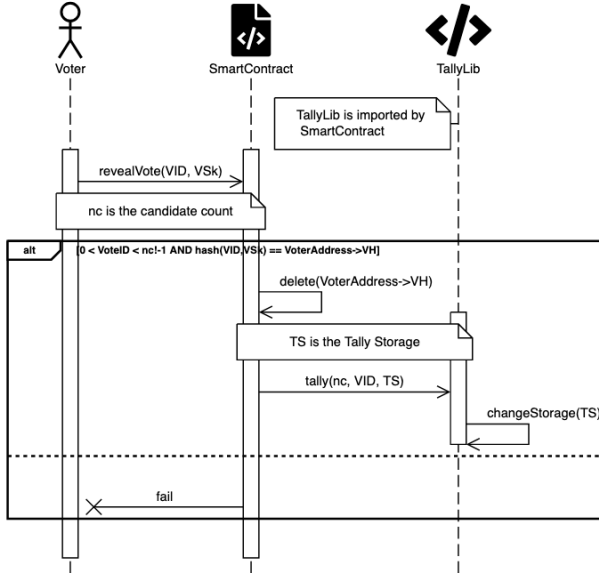 Voter
SmartContract
TallyLib
TallyLib is imported by
SmartContract
revealVote(VID, VSk)
nc is the candidate count
alt
[0 < VoteID < nc!-1 AND hash(VID,VSk) == VoterAddress->VH]
delete(VoterAddress->VH)
TS is the Tally Storage
tally(nc, VID, TS)
changeStorage(TS)
fail